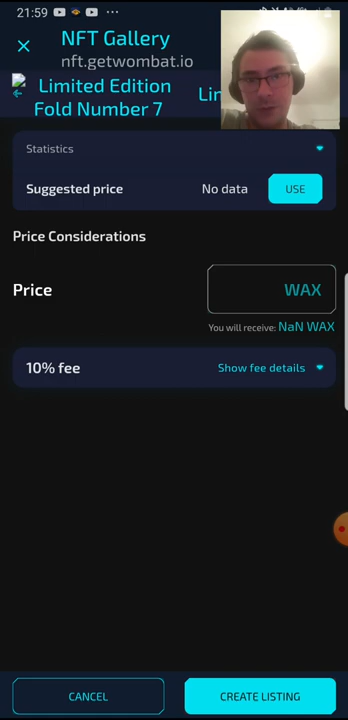 21:59
NFT Gallery
nft.getwombat.io
Limited Edition
Fold Number 7
Lin
Statistics
Suggested price No data USE
Price Considerations
Price WAX
You will receive: NaN WAX
10% fee Show fee details
CANCEL CREATE LISTING